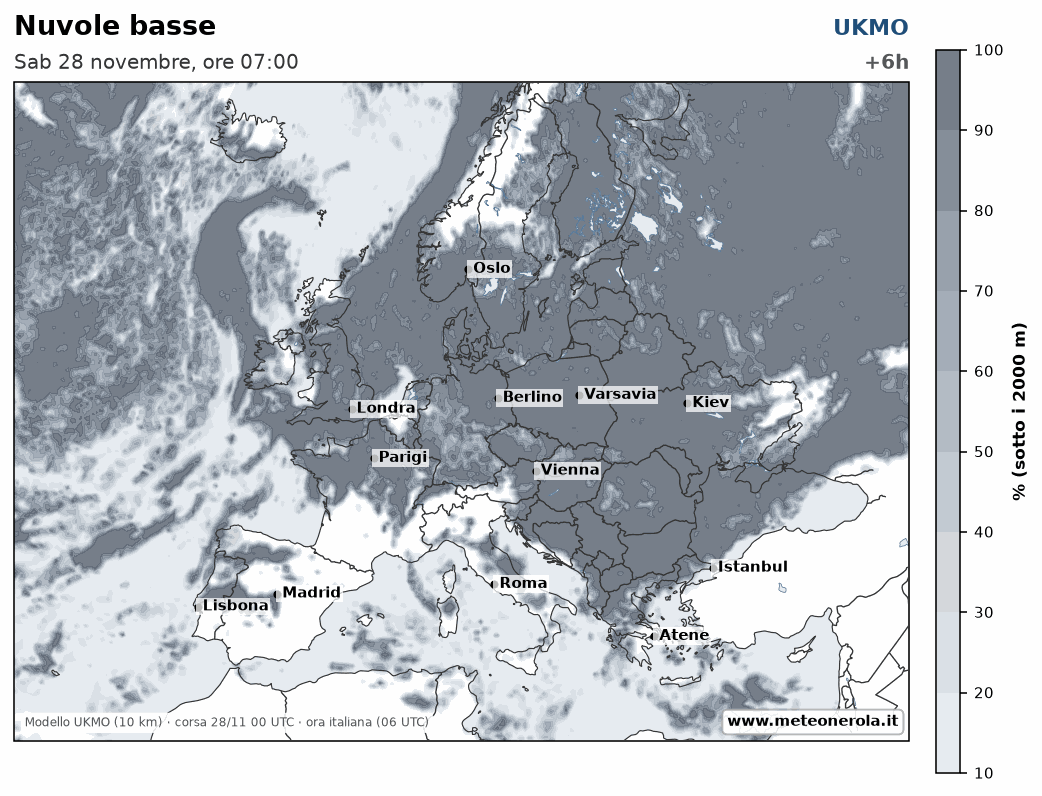 Nuvole basse
UKMO
Sab 28 novembre, ore 07:00
+6h
100
90
80
70
60
50
40
30
20
10
% (sotto i 2000 m)
Oslo
Londra
Berlino
Varsavia
Kiev
Parigi
Vienna
Istanbul
Roma
Madrid
Lisbona
Atene
Modello UKMO (10 km) · corsa 28/11 00 UTC · ora italiana (06 UTC)
www.meteonerola.it